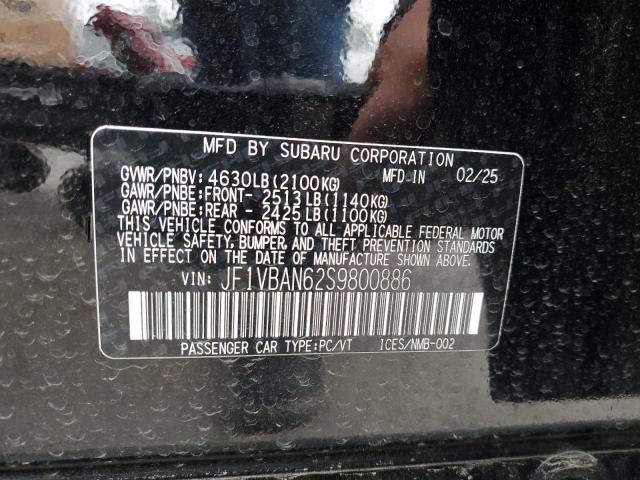 MFD BY SUBARU CORPORATION
GVWR/PNBV: 4630LB(2100KG) MFD IN 02/25
GAWR/PNBE:FRONT- 2513LB(1140KG)
GAWR/PNBE:REAR - 2425LB(1100KG)
THIS VEHICLE CONFORMS TO ALL APPLICABLE FEDERAL MOTOR
VEHICLE SAFETY, BUMPER, AND THEFT PREVENTION STANDARDS
IN EFFECT ON THE DATE OF MANUFACTURE SHOWN ABOVE.
VIN: JF1VBAN62S9800886
PASSENGER CAR TYPE:PC/VT ICES/NMB-002